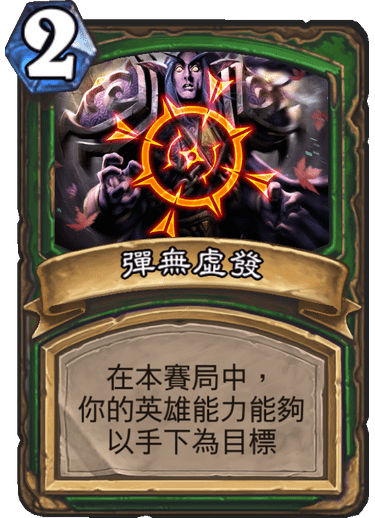 2
彈無虛發
在本賽局中，
你的英雄能力能夠
以手下為目標